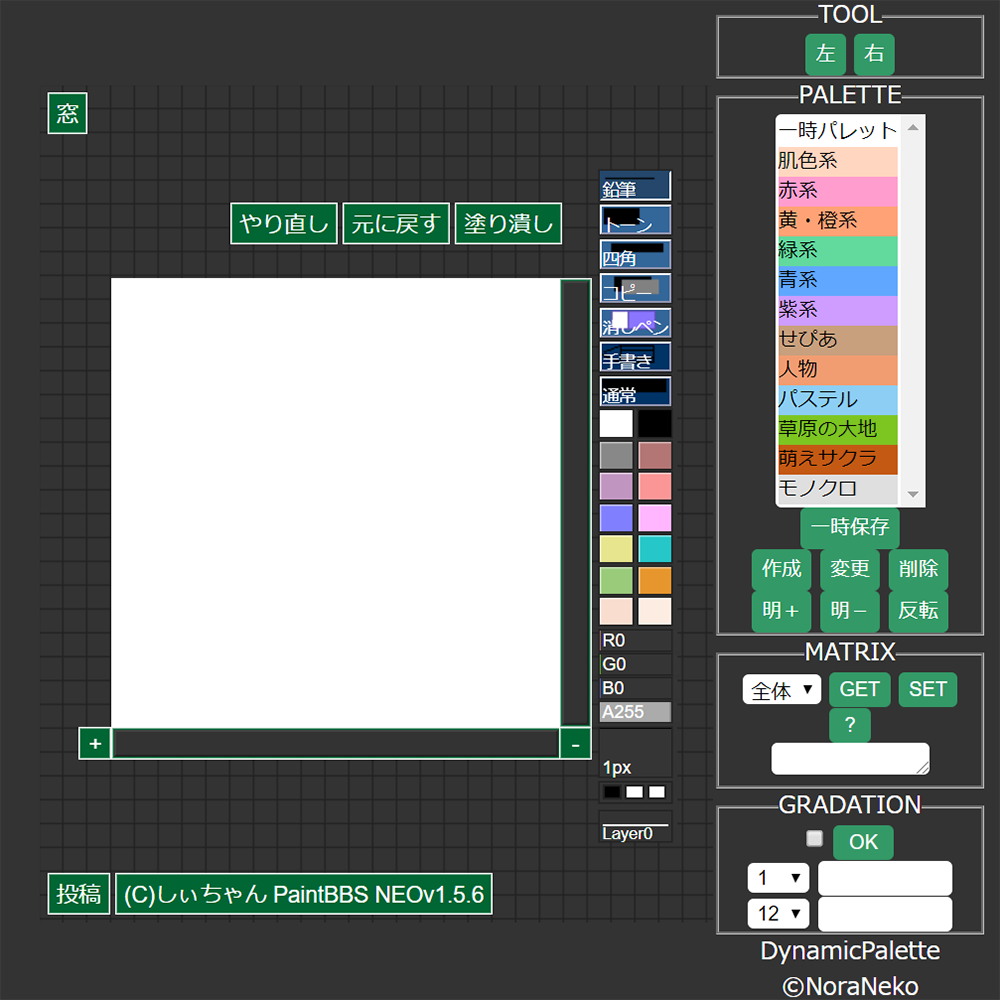 窓
やり直し 元に戻す 塗り潰し
+
-
投稿 (C)しぃちゃん PaintBBS NEOv1.5.6
鉛筆
トーン
四角
コピー
消しペン
手書き
通常
R0
G0
B0
A255
1px
Layer0
TOOL
左 右
PALETTE
一時パレット
肌色系
赤系
黄・橙系
緑系
青系
紫系
せぴあ
人物
パステル
草原の大地
萌えサクラ
モノクロ
一時保存
作成 変更 削除
明＋ 明－ 反転
MATRIX
全体 GET SET
?
GRADATION
OK
1
12
DynamicPalette
©NoraNeko